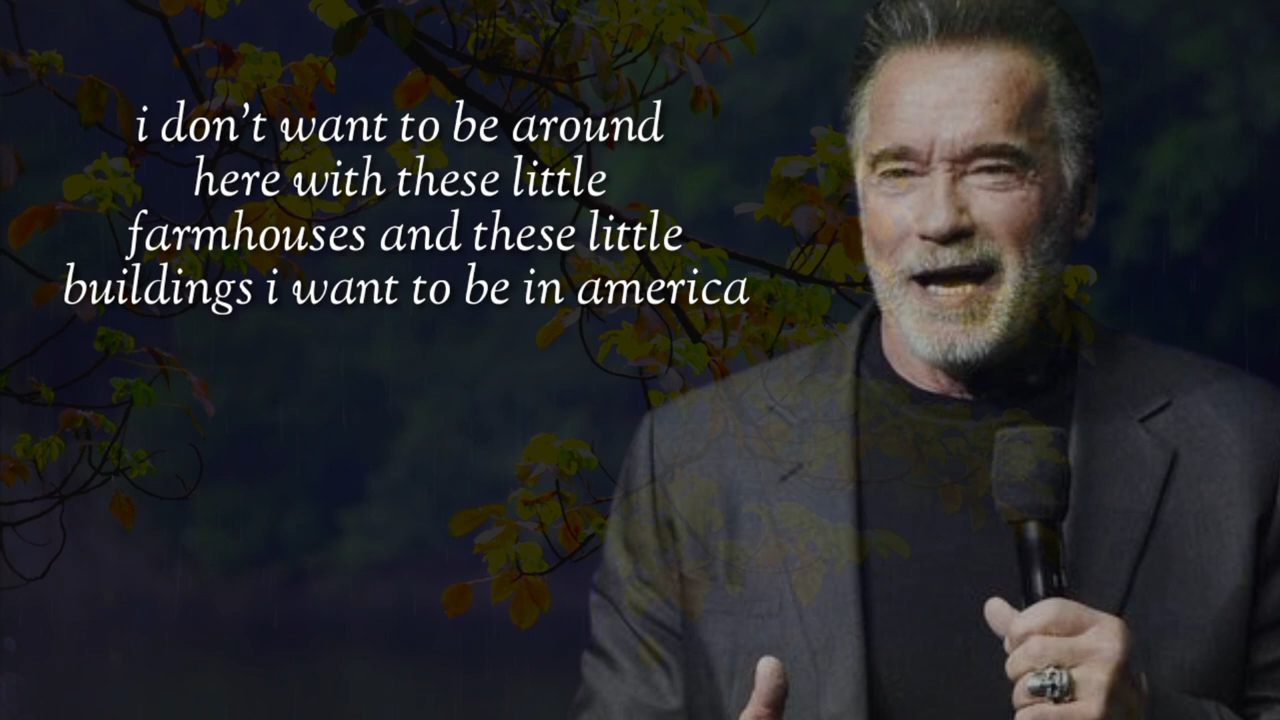 i don’t want to be around
here with these little
farmhouses and these little
buildings i want to be in america